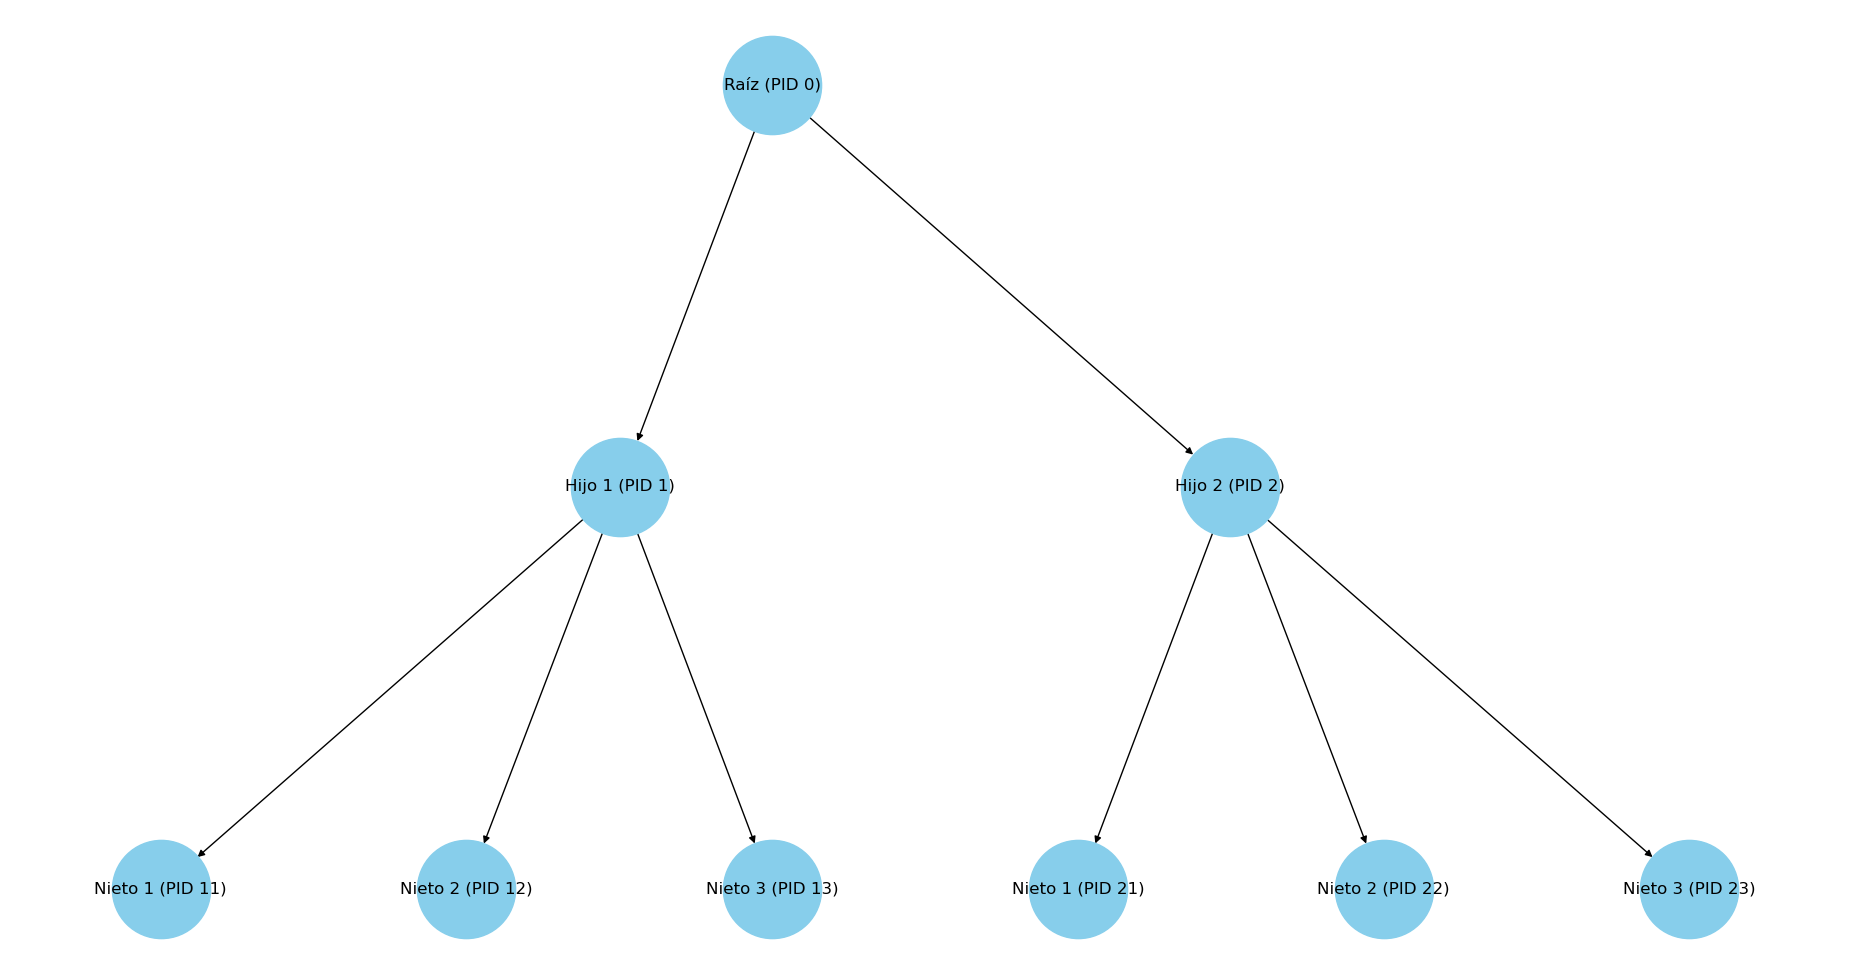 Raíz (PID 0)
Hijo 1 (PID 1)
Hijo 2 (PID 2)
Nieto 1 (PID 11)
Nieto 2 (PID 12)
Nieto 3 (PID 13)
Nieto 1 (PID 21)
Nieto 2 (PID 22)
Nieto 3 (PID 23)